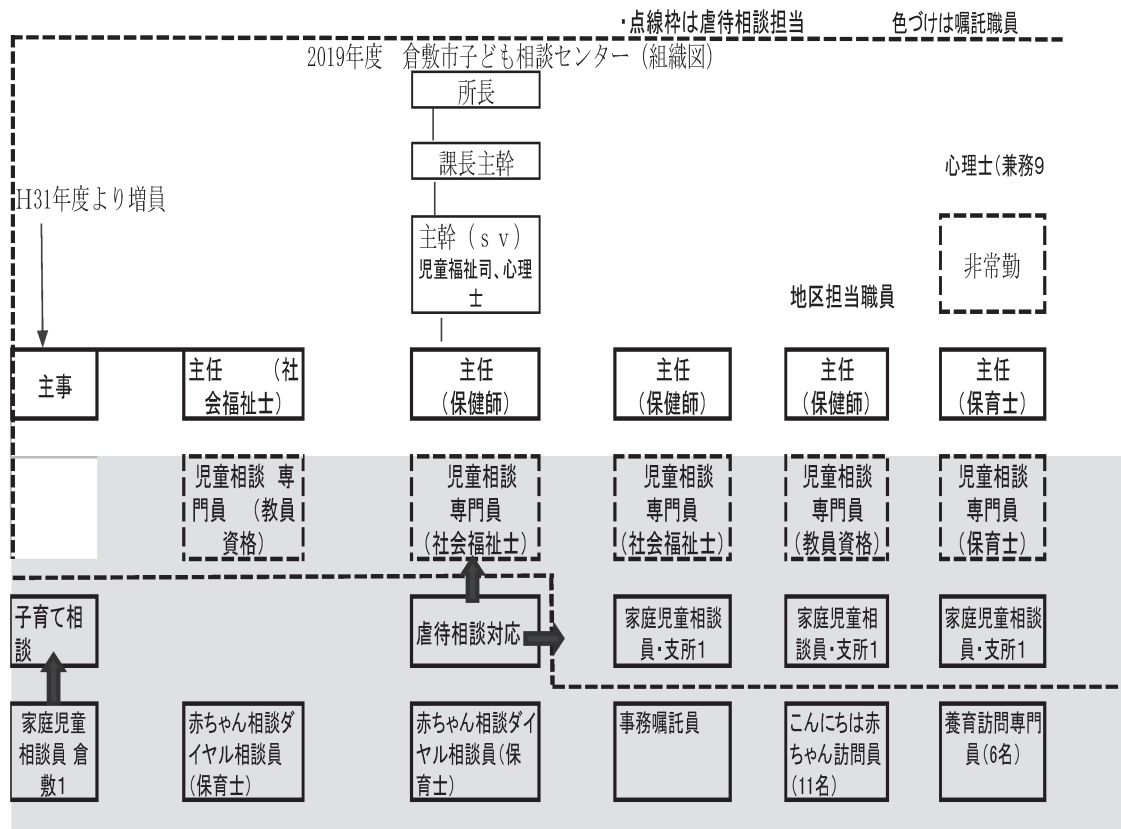 ・点線枠は虐待相談担当　色づけは嘱託職員
2019年度　倉敷市子ども相談センター（組織図）
所長
課長主幹
心理士（兼務9
H31年度より増員
主幹（ｓｖ）
児童福祉司、心理
士
非常勤
地区担当職員
主事
主任　（社
会福祉士）
主任
（保健師）
主任
（保健師）
主任
（保健師）
主任
（保育士）
児童相談 専
門員　（教員
資格）
児童相談
専門員
（社会福祉士）
児童相談
専門員
（社会福祉士）
児童相談
専門員
（教員資格）
児童相談
専門員
（保育士）
子育て相
談
虐待相談対応
家庭児童相談
員・支所1
家庭児童相
談員・支所1
家庭児童相談
員・支所1
家庭児童
相談員 倉
敷1
赤ちゃん相談ダ
イヤル相談員
（保育士）
赤ちゃん相談ダイ
ヤル相談員（保
育士）
事務嘱託員
こんにちは赤
ちゃん訪問員
（11名）
養育訪問専門
員（6名）